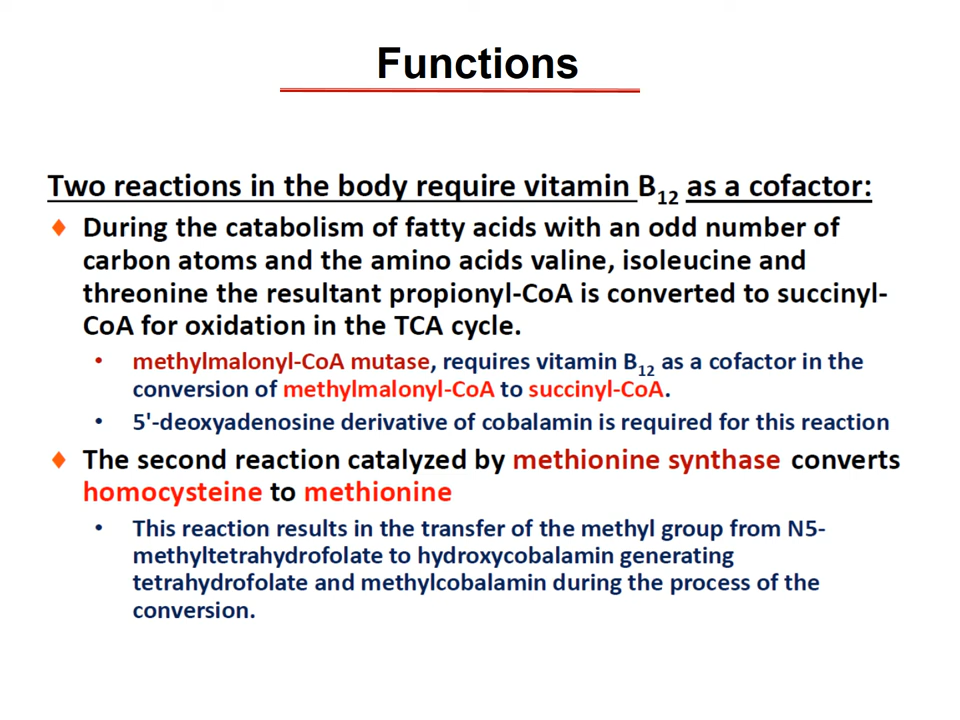 Functions
Two reactions in the body require vitamin B12 as a cofactor:
♦ During the catabolism of fatty acids with an odd number of
carbon atoms and the amino acids valine, isoleucine and
threonine the resultant propionyl-CoA is converted to succinyl-
CoA for oxidation in the TCA cycle.
• methylmalonyl-CoA mutase, requires vitamin B12 as a cofactor in the
conversion of methylmalonyl-CoA to succinyl-CoA.
• 5'-deoxyadenosine derivative of cobalamin is required for this reaction
♦ The second reaction catalyzed by methionine synthase converts
homocysteine to methionine
• This reaction results in the transfer of the methyl group from N5-
methyltetrahydrofolate to hydroxycobalamin generating
tetrahydrofolate and methylcobalamin during the process of the
conversion.